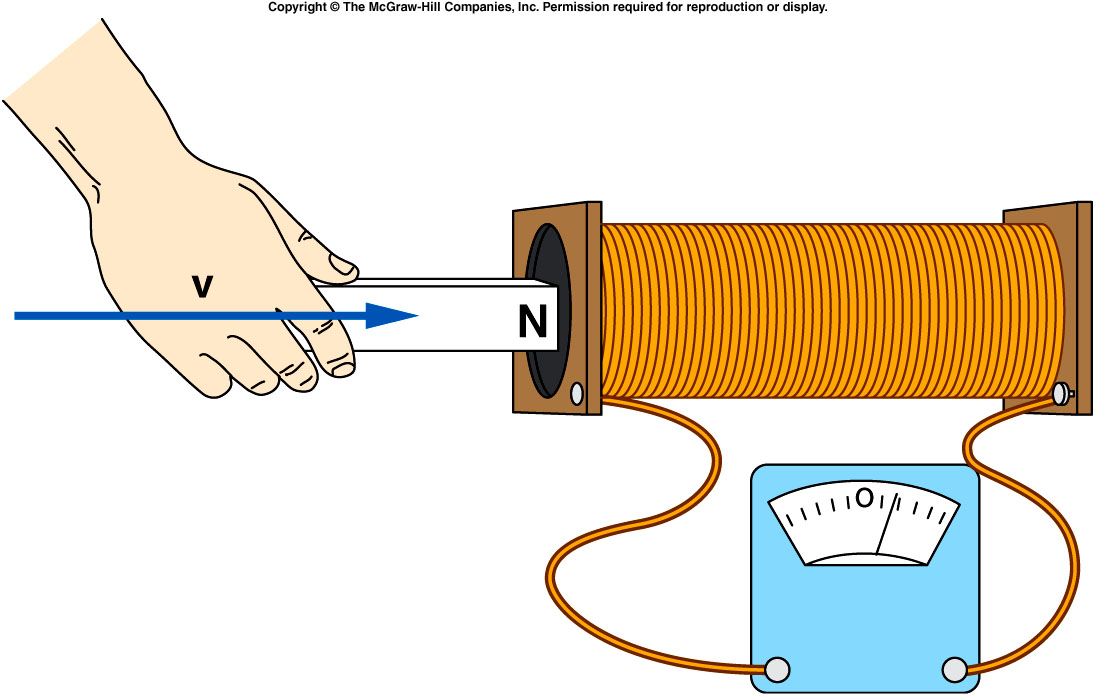 Copyright © The McGraw-Hill Companies, Inc. Permission required for reproduction or display.
v
N
0